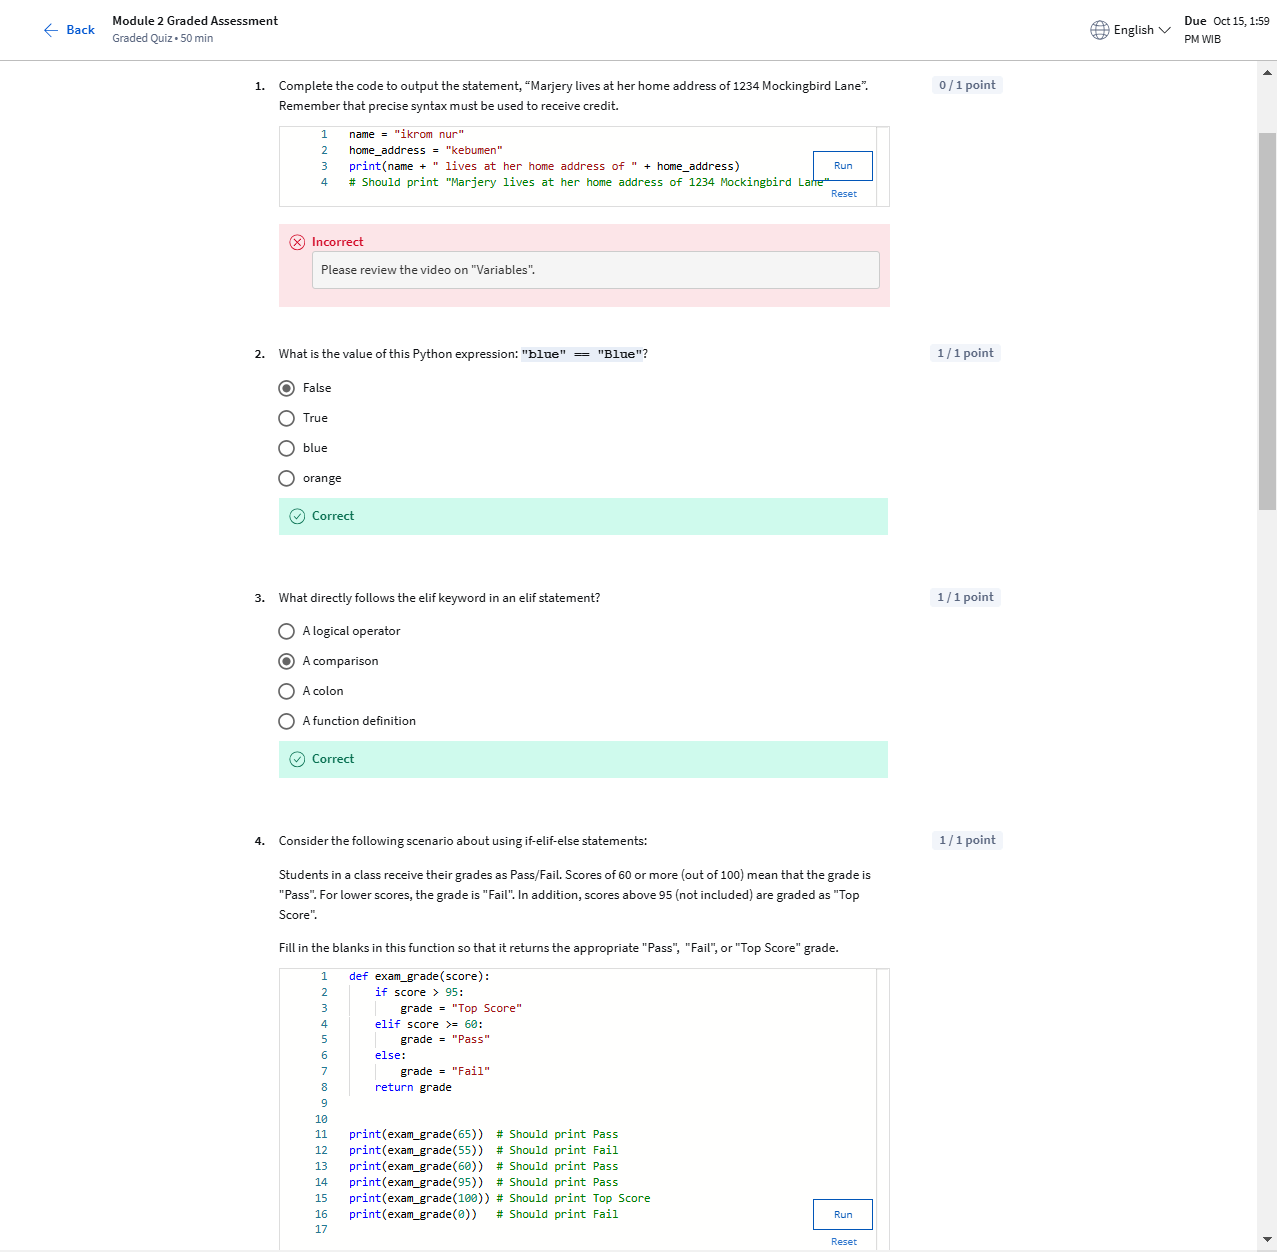 Back
Module 2 Graded Assessment
Graded Quiz • 50 min
English
Due Oct 15, 1:59
PM WIB
1. Complete the code to output the statement, “Marjery lives at her home address of 1234 Mockingbird Lane”.
Remember that precise syntax must be used to receive credit.
0 / 1 point
1 name = "ikrom nur"
2 home_address = "kebumen"
3 print(name + " lives at her home address of " + home_address)
4 # Should print "Marjery lives at her home address of 1234 Mockingbird Lane"
Run
Reset
Incorrect
Please review the video on "Variables".
2. What is the value of this Python expression: "blue" == "Blue"?
1 / 1 point
False
True
blue
orange
Correct
3. What directly follows the elif keyword in an elif statement?
1 / 1 point
A logical operator
A comparison
A colon
A function definition
Correct
4. Consider the following scenario about using if-elif-else statements:
1 / 1 point
Students in a class receive their grades as Pass/Fail. Scores of 60 or more (out of 100) mean that the grade is
"Pass". For lower scores, the grade is "Fail". In addition, scores above 95 (not included) are graded as "Top
Score".
Fill in the blanks in this function so that it returns the appropriate "Pass", "Fail", or "Top Score" grade.
1 def exam_grade(score):
2 if score > 95:
3 grade = "Top Score"
4 elif score >= 60:
5 grade = "Pass"
6 else:
7 grade = "Fail"
8 return grade
9
10
11 print(exam_grade(65)) # Should print Pass
12 print(exam_grade(55)) # Should print Fail
13 print(exam_grade(60)) # Should print Pass
14 print(exam_grade(95)) # Should print Pass
15 print(exam_grade(100)) # Should print Top Score
16 print(exam_grade(0)) # Should print Fail
17
Run
Reset